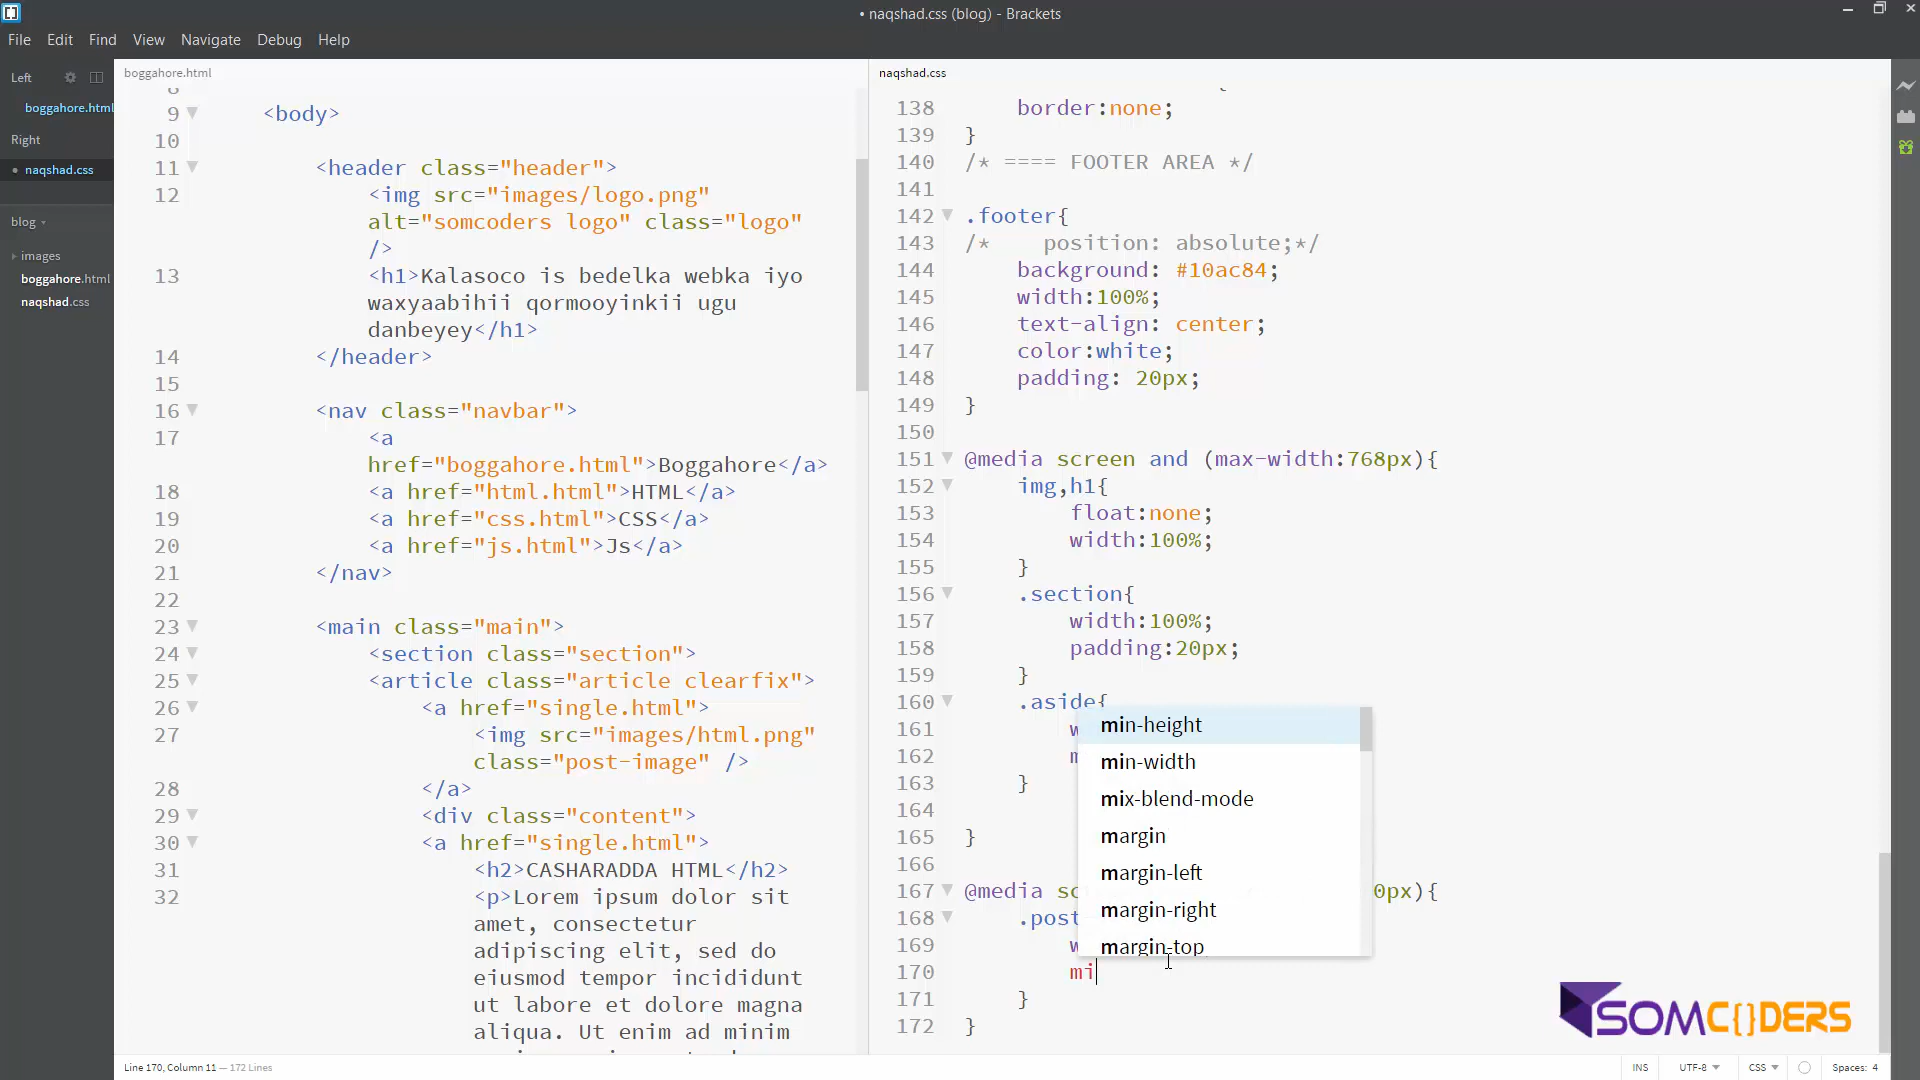 • naqshad.css (blog) - Brackets
File Edit Find View Navigate Debug Help
Left
boggahore.html
Right
• naqshad.css
blog
images
boggahore.html
naqshad.css
boggahore.html
8
9 <body>
10
11 <header class="header">
12 <img src="images/logo.png"
alt="somcoders logo" class="logo"
/>
13 <h1>Kalasoco is bedelka webka iyo
waxyaabihii qormooyinkii ugu
danbeyey</h1>
14 </header>
15
16 <nav class="navbar">
17 <a
href="boggahore.html">Boggahore</a>
18 <a href="html.html">HTML</a>
19 <a href="css.html">CSS</a>
20 <a href="js.html">Js</a>
21 </nav>
22
23 <main class="main">
24 <section class="section">
25 <article class="article clearfix">
26 <a href="single.html">
27 <img src="images/html.png"
class="post-image" />
28 </a>
29 <div class="content">
30 <a href="single.html">
31 <h2>CASHARADDA HTML</h2>
32 <p>Lorem ipsum dolor sit
amet, consectetur
adipiscing elit, sed do
eiusmod tempor incididunt
ut labore et dolore magna
aliqua. Ut enim ad minim
naqshad.css
{
138 border:none;
139 }
140 /* ==== FOOTER AREA */
141
142 .footer{
143 /* position: absolute;*/
144 background: #10ac84;
145 width:100%;
146 text-align: center;
147 color:white;
148 padding: 20px;
149 }
150
151 @media screen and (max-width:768px){
152 img,h1{
153 float:none;
154 width:100%;
155 }
156 .section{
157 width:100%;
158 padding:20px;
159 }
160 .aside{
161
162
163 }
164
165 }
166
167 @media sc 0px){
168 .post
169
170 mi
171 }
172 }
min-height
min-width
mix-blend-mode
margin
margin-left
margin-right
margin-top
SOMC{}DERS
Line 170, Column 11 — 172 Lines
INS UTF-8 CSS Spaces: 4